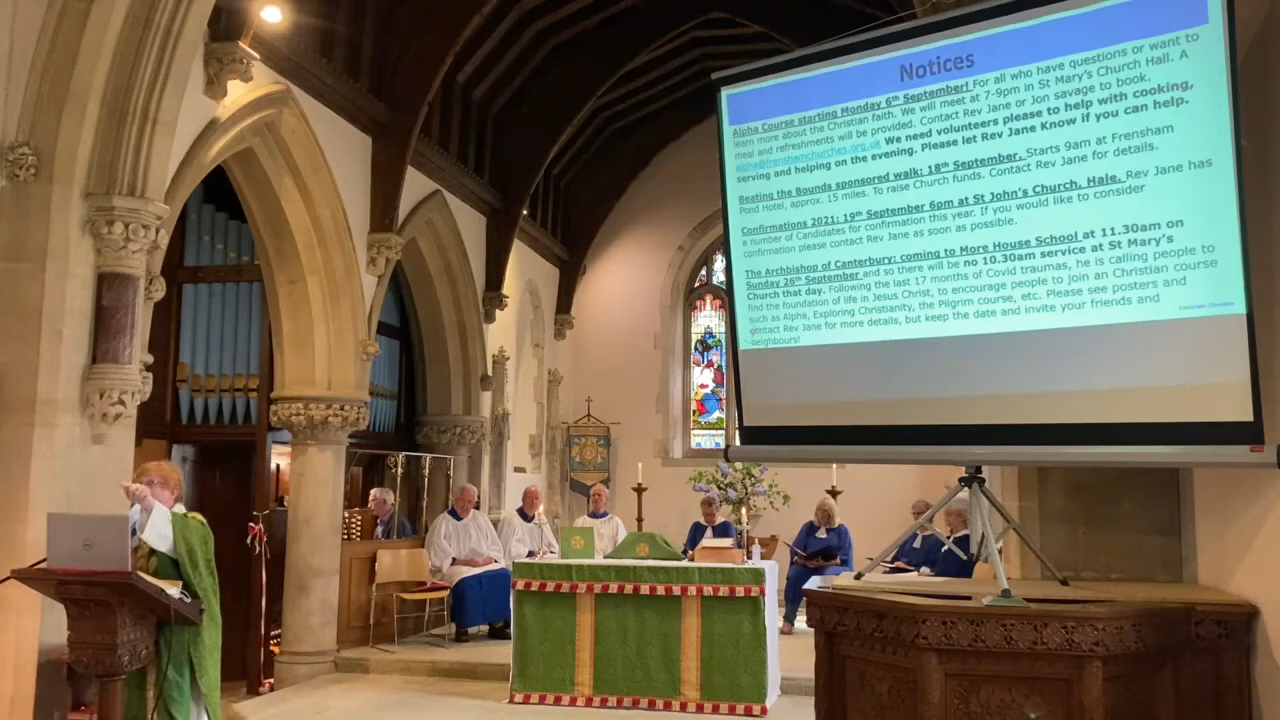 Notices
Alpha Course starting Monday 6th September! For all who have questions or want to
learn more about the Christian faith. We will meet at 7-9pm in St Mary's Church Hall. A
meal and refreshments will be provided. Contact Rev Jane or Jon savage to book.
alpha@frenshamchurches.org.uk We need volunteers please to help with cooking,
serving and helping on the evening. Please let Rev Jane Know if you can help.
Beating the Bounds sponsored walk: 18th September. Starts 9am at Frensham
Pond Hotel, approx. 15 miles. To raise Church funds. Contact Rev Jane for details.
Confirmations 2021: 19th September 6pm at St John's Church, Hale. Rev Jane has
a number of Candidates for confirmation this year. If you would like to consider
confirmation please contact Rev Jane as soon as possible.
The Archbishop of Canterbury: coming to More House School at 11.30am on
Sunday 26th September and so there will be no 10.30am service at St Mary's
Church that day. Following the last 17 months of Covid traumas, he is calling people to
find the foundation of life in Jesus Christ, to encourage people to join an Christian course
such as Alpha, Exploring Christianity, the Pilgrim course, etc. Please see posters and
contact Rev Jane for more details, but keep the date and invite your friends and
neighbours!